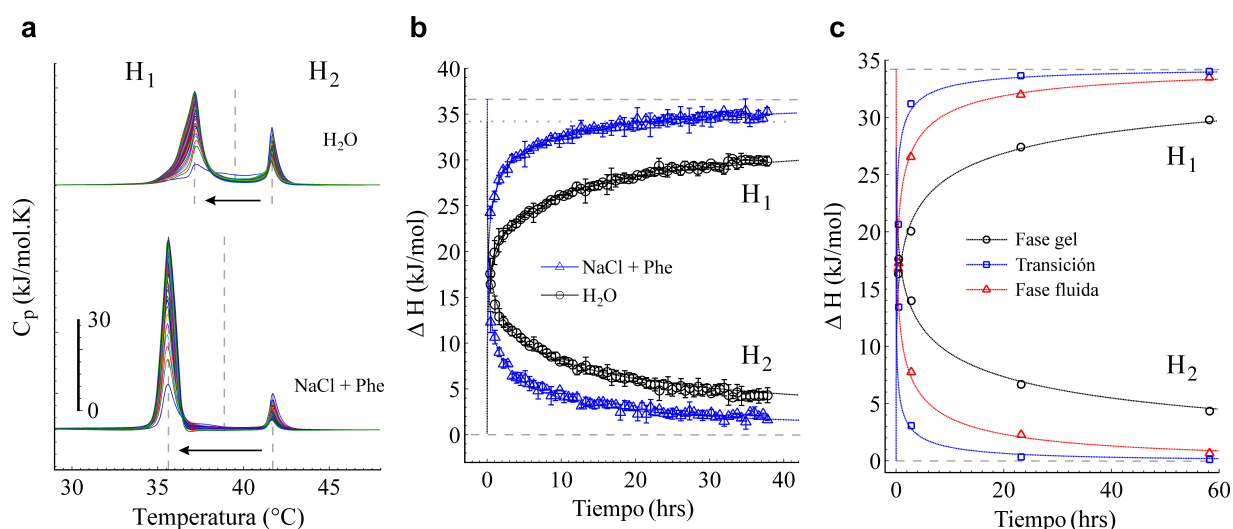 a
H1
H2
H2O
NaCl + Phe
Cp (kJ/mol.K)
30
0
30
35
40
45
Temperatura (°C)
b
Δ H (kJ/mol)
40
35
30
25
20
15
10
5
0
H1
NaCl + Phe
H2O
H2
0
10
20
30
40
Tiempo (hrs)
c
Δ H (kJ/mol)
35
30
25
20
15
10
5
0
H1
Fase gel
Transición
Fase fluida
H2
0
20
40
60
Tiempo (hrs)